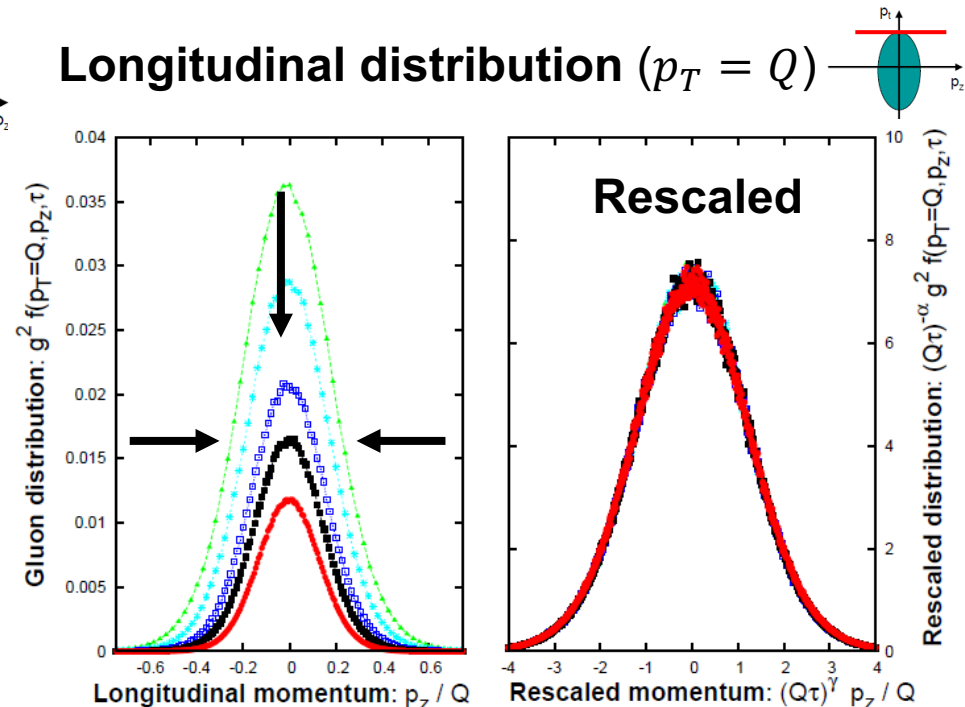 Longitudinal distribution (p_T = Q)
p_t
p_z
p_z
Gluon distribution: g² f(p_T=Q,p_z,τ)
0.04
0.035
0.03
0.025
0.02
0.015
0.01
0.005
0
-0.6 -0.4 -0.2 0 0.2 0.4 0.6
Longitudinal momentum: p_z / Q
Rescaled
10
8
6
4
2
0
-4 -3 -2 -1 0 1 2 3 4
Rescaled momentum: (Qτ)^γ p_z / Q
Rescaled distribution: (Qτ)^-α g² f(p_T=Q,p_z,τ)